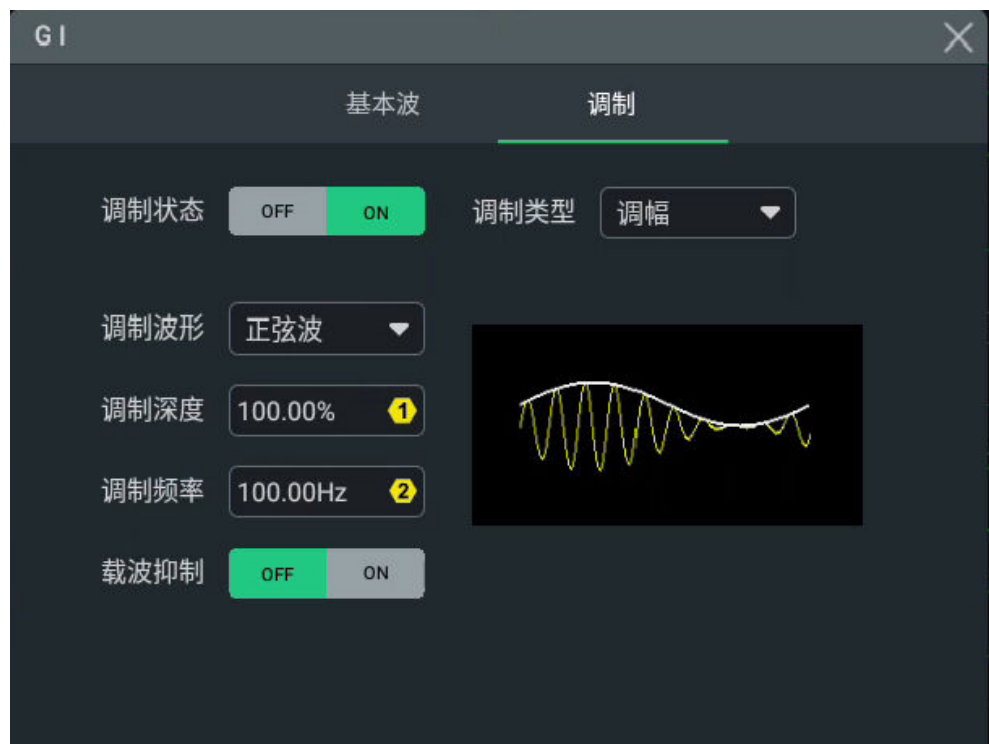 GI
基本波 调制
调制状态 OFF ON 调制类型 调幅
调制波形 正弦波
调制深度 100.00% 1
调制频率 100.00Hz 2
载波抑制 OFF ON